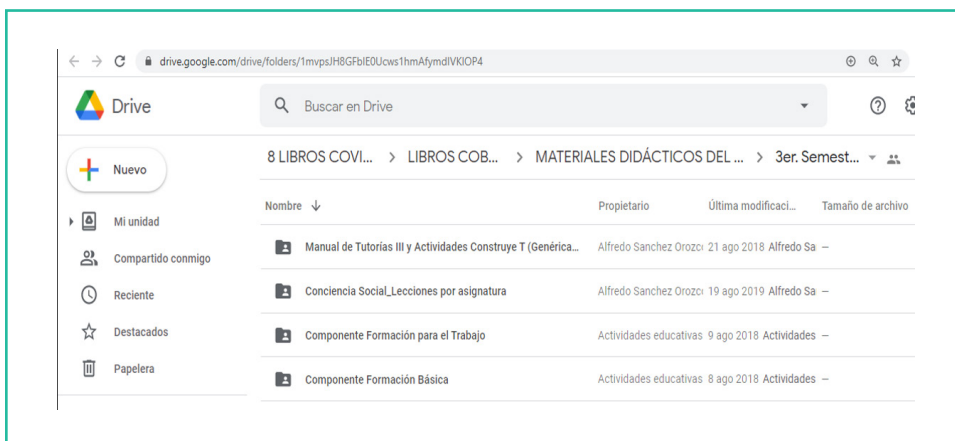 drive.google.com/drive/folders/1mvpsJH8GFbIE0Ucws1hmAfymdIVKIOP4
Drive
Buscar en Drive
8 LIBROS COVI... > LIBROS COB... > MATERIALES DIDÁCTICOS DEL ... > 3er. Semest...
Nuevo
Nombre Propietario Última modificaci... Tamaño de archivo
Mi unidad
Manual de Tutorías III y Actividades Construye T (Genérica... Alfredo Sanchez Orozc 21 ago 2018 Alfredo Sa –
Compartido conmigo
Conciencia Social_Lecciones por asignatura Alfredo Sanchez Orozc 19 ago 2019 Alfredo Sa –
Reciente
Destacados
Componente Formación para el Trabajo Actividades educativas 9 ago 2018 Actividades –
Papelera
Componente Formación Básica Actividades educativas 8 ago 2018 Actividades –